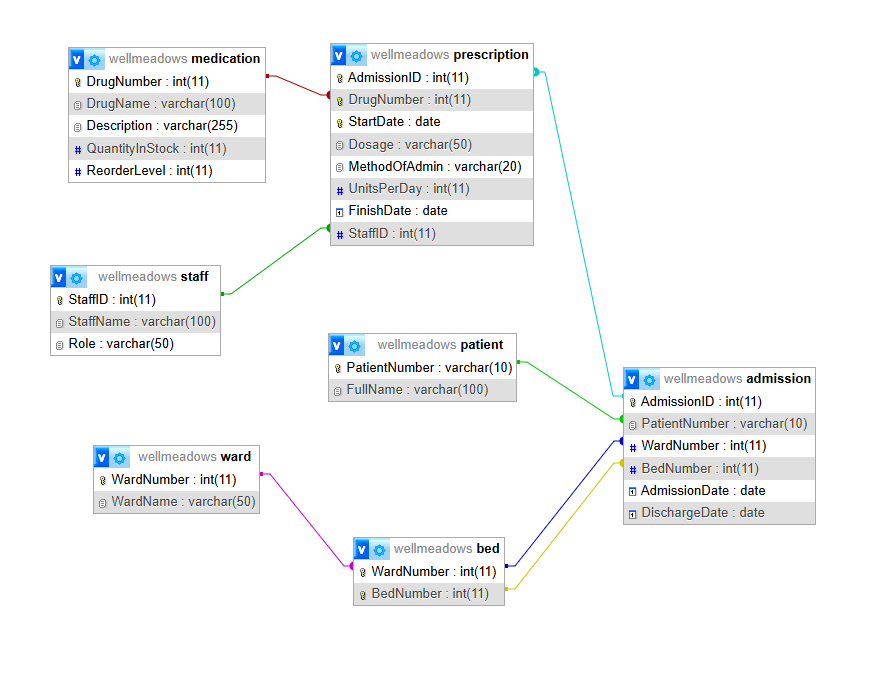 wellmeadows medication
DrugNumber : int(11)
DrugName : varchar(100)
Description : varchar(255)
# QuantityInStock : int(11)
# ReorderLevel : int(11)
wellmeadows prescription
AdmissionID : int(11)
DrugNumber : int(11)
StartDate : date
Dosage : varchar(50)
MethodOfAdmin : varchar(20)
# UnitsPerDay : int(11)
FinishDate : date
# StaffID : int(11)
wellmeadows staff
StaffID : int(11)
StaffName : varchar(100)
Role : varchar(50)
wellmeadows patient
PatientNumber : varchar(10)
FullName : varchar(100)
wellmeadows admission
AdmissionID : int(11)
PatientNumber : varchar(10)
# WardNumber : int(11)
# BedNumber : int(11)
AdmissionDate : date
DischargeDate : date
wellmeadows ward
WardNumber : int(11)
WardName : varchar(50)
wellmeadows bed
WardNumber : int(11)
BedNumber : int(11)